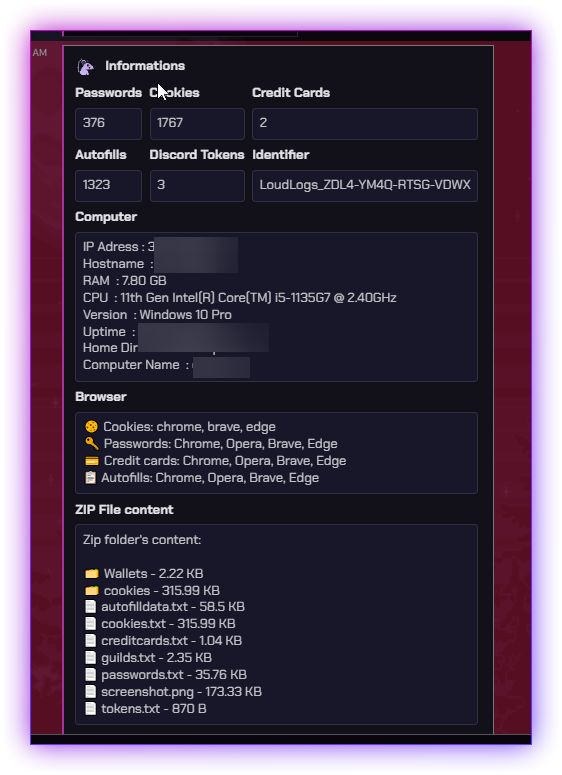 AM
Informations
Passwords Cookies Credit Cards
376 1767 2
Autofills Discord Tokens Identifier
1323 3 LoudLogs_ZDL4-YM4Q-RTSG-VDWX
Computer
IP Adress : 3
Hostname :
RAM : 7.80 GB
CPU : 11th Gen Intel(R) Core(TM) i5-1135G7 @ 2.40GHz
Version : Windows 10 Pro
Uptime :
Home Dir
Computer Name :
Browser
🍪 Cookies: chrome, brave, edge
🔑 Passwords: Chrome, Opera, Brave, Edge
💳 Credit cards: Chrome, Opera, Brave, Edge
📋 Autofills: Chrome, Opera, Brave, Edge
ZIP File content
Zip folder's content:
📁 Wallets - 2.22 KB
📁 cookies - 315.99 KB
📄 autofilldata.txt - 58.5 KB
📄 cookies.txt - 315.99 KB
📄 creditcards.txt - 1.04 KB
📄 guilds.txt - 2.35 KB
📄 passwords.txt - 35.76 KB
📄 screenshot.png - 173.33 KB
📄 tokens.txt - 870 B